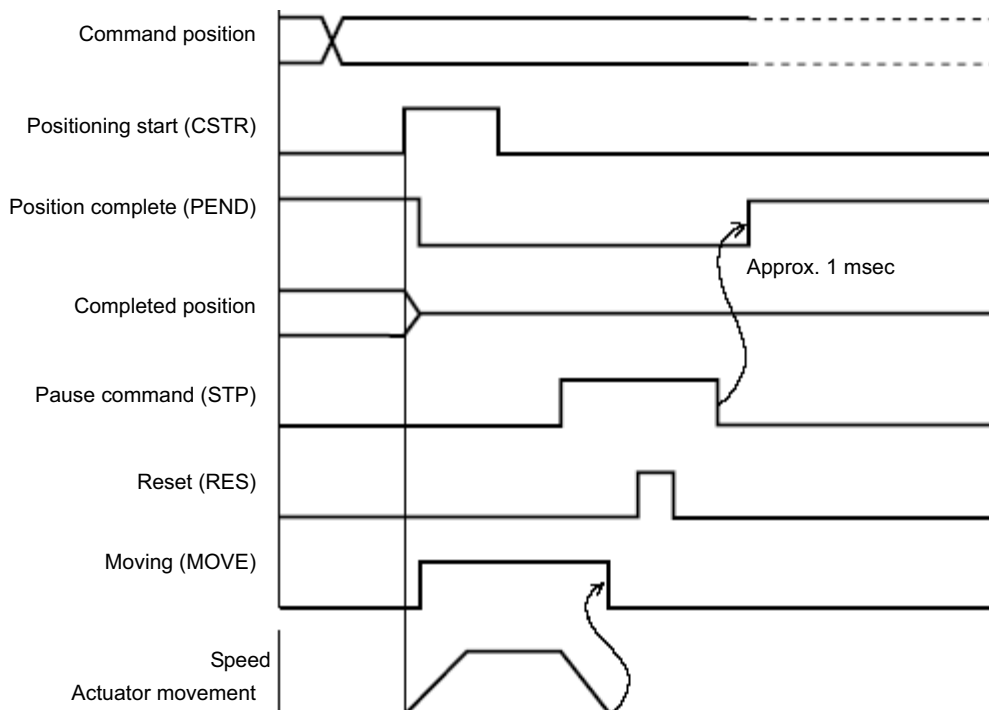 Command position
Positioning start (CSTR)
Position complete (PEND)
Approx. 1 msec
Completed position
Pause command (STP)
Reset (RES)
Moving (MOVE)
Speed
Actuator movement